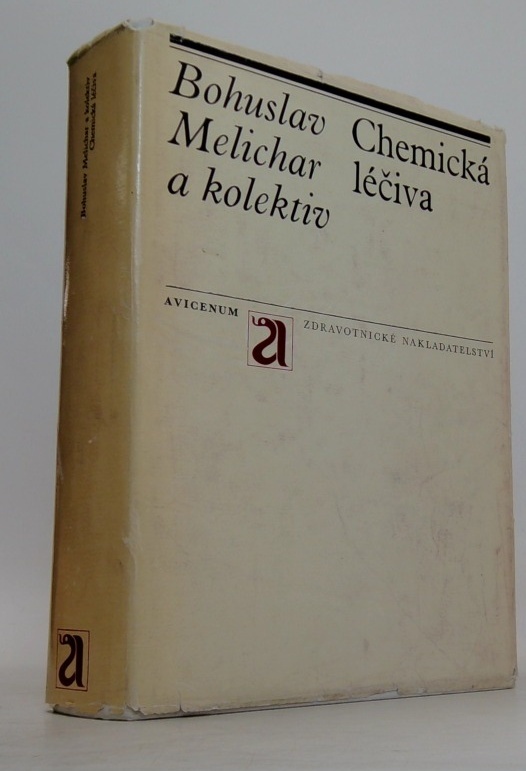 Bohuslav
Melichar
a kolektiv
Chemická
léčiva
AVICENUM
ZDRAVOTNICKÉ NAKLADATELSTVÍ
Bohuslav Melichar a kolektiv
Chemická léčiva